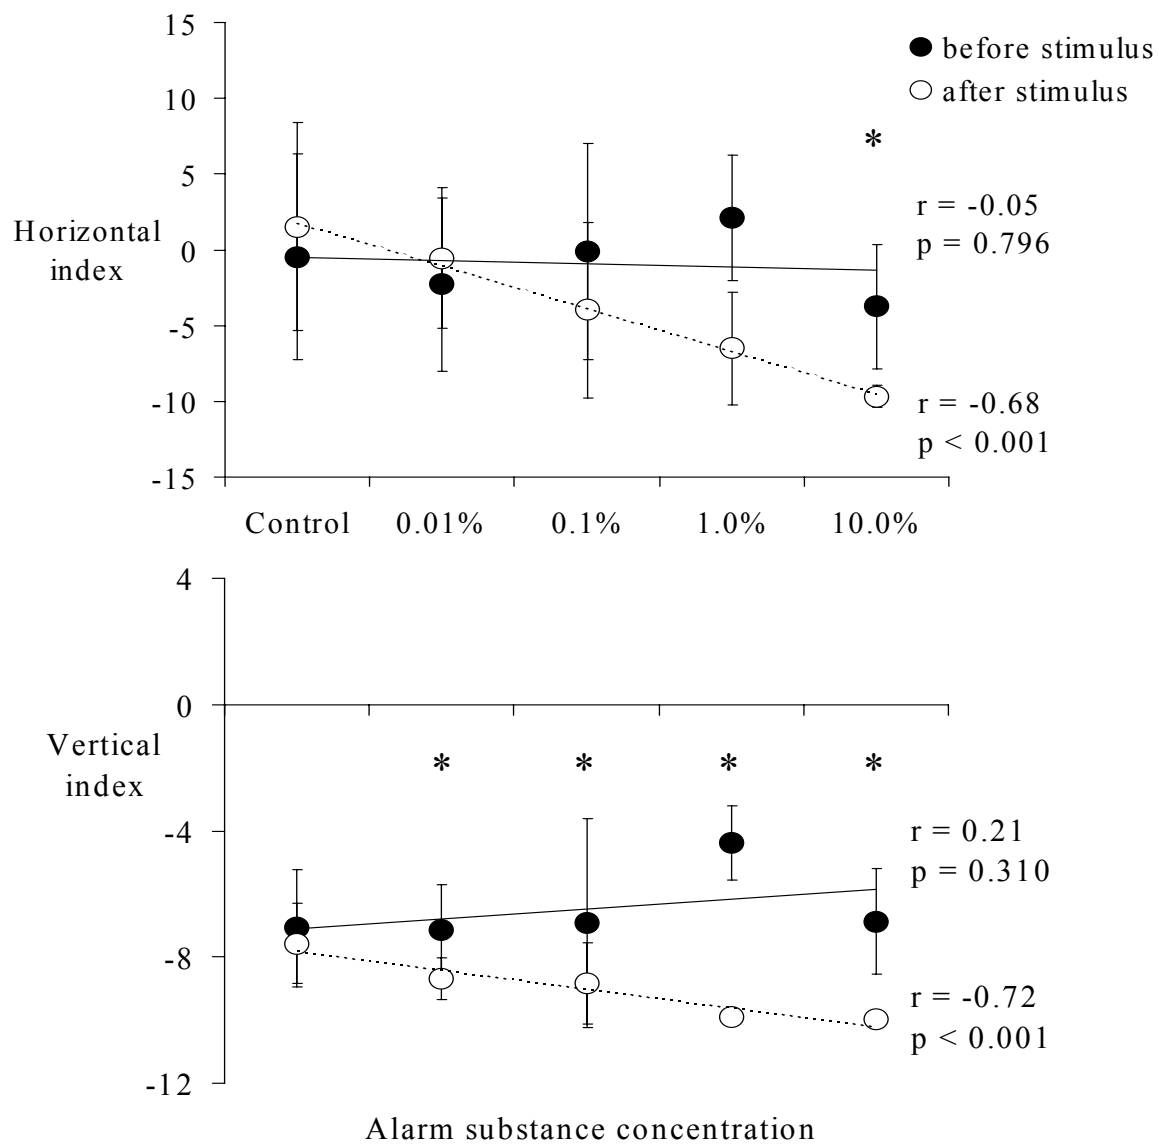 15
● before stimulus
○ after stimulus
10
*
5
r = -0.05
p = 0.796
Horizontal
index
0
-5
-10
r = -0.68
p < 0.001
-15
Control 0.01% 0.1% 1.0% 10.0%
4
0
Vertical
index
* * * *
-4
r = 0.21
p = 0.310
-8
r = -0.72
p < 0.001
-12
Alarm substance concentration